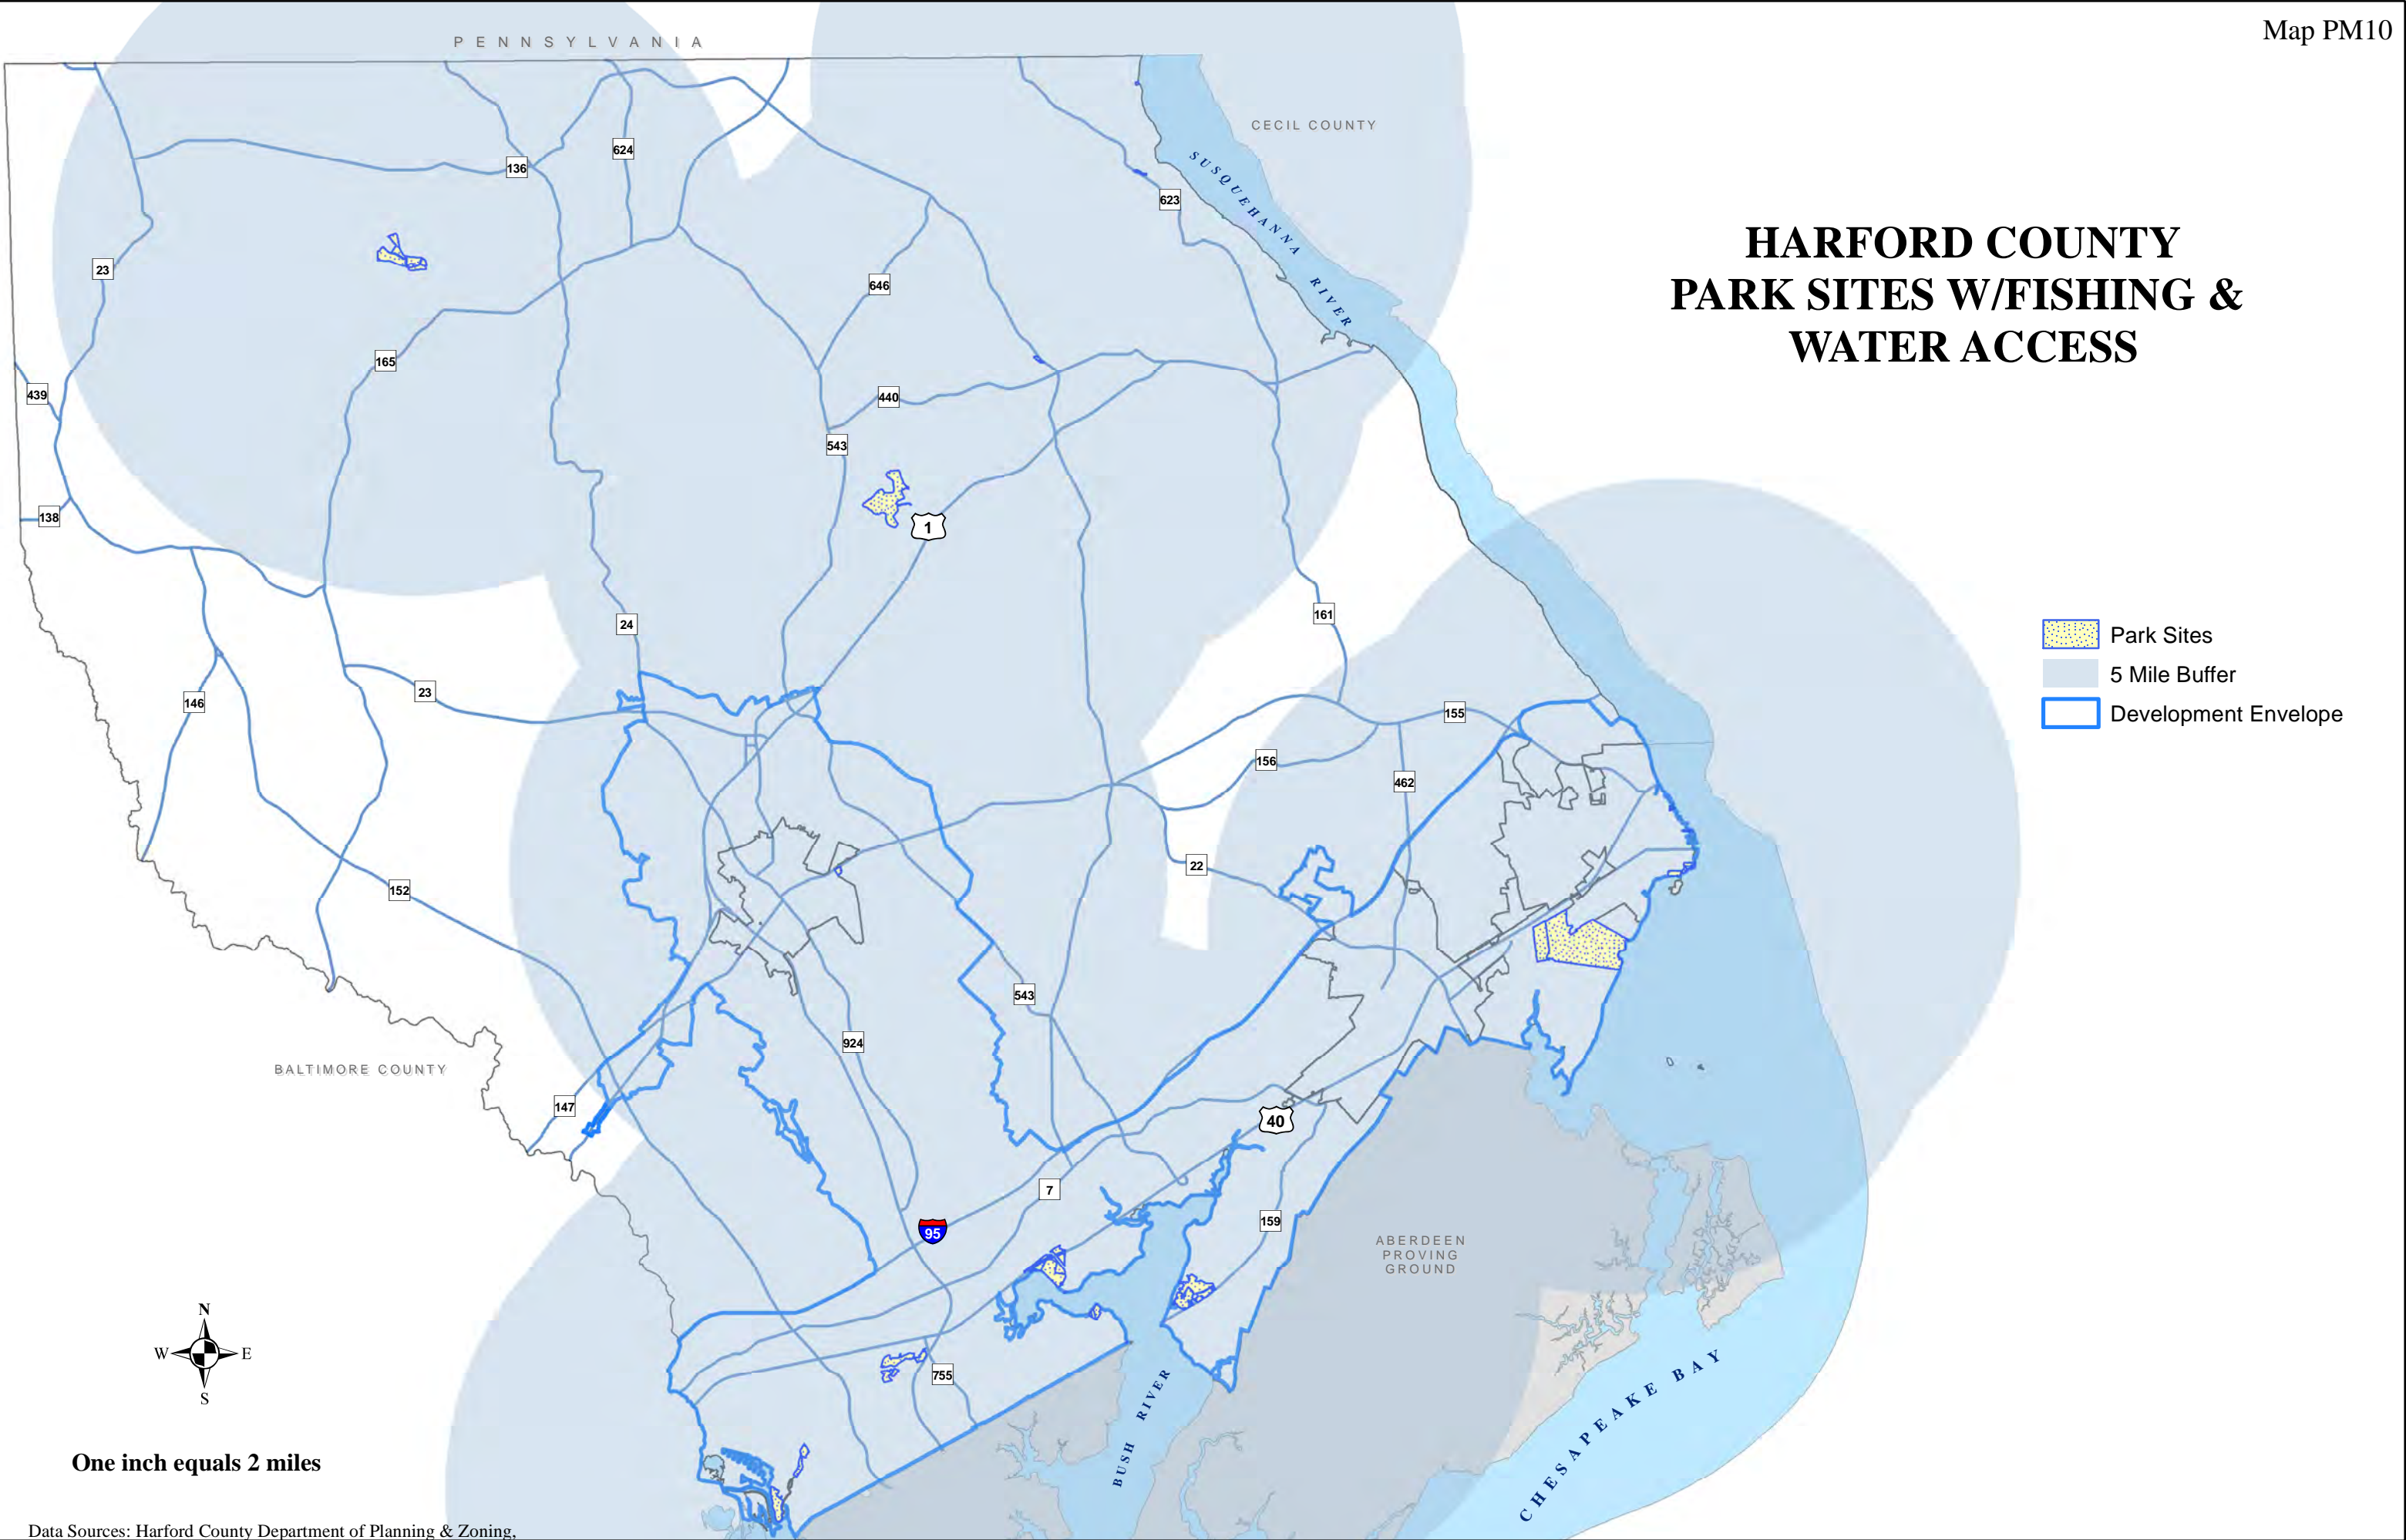 Map PM10
PENNSYLVANIA
CECIL COUNTY
SUSQUEHANNA RIVER
HARFORD COUNTY
PARK SITES W/FISHING &
WATER ACCESS
624
136
623
23
646
165
439
440
543
138
1
24
161
23
146
155
156
462
22
152
543
924
BALTIMORE COUNTY
147
40
7
159
95
755
ABERDEEN
PROVING
GROUND
BUSH RIVER
CHESAPEAKE BAY
Park Sites
5 Mile Buffer
Development Envelope
N
W
E
S
One inch equals 2 miles
Data Sources: Harford County Department of Planning & Zoning,